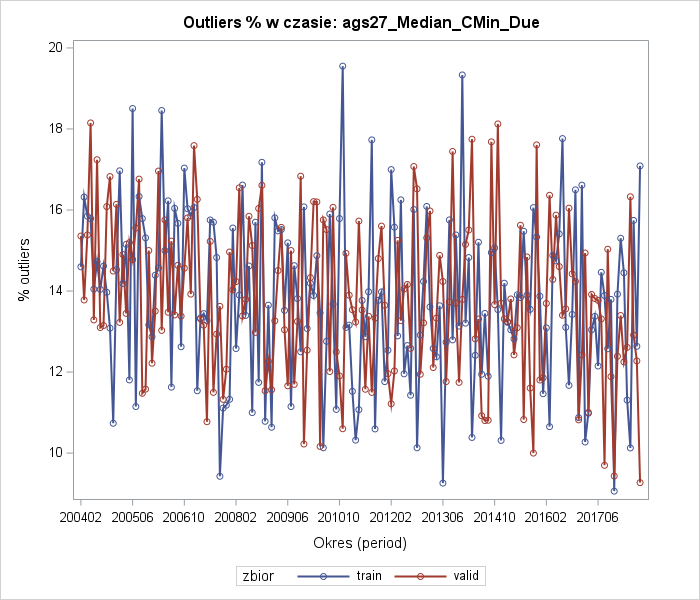 Outliers % w czasie: ags27_Median_CMin_Due
20
18
16
14
12
10
% outliers
200402 200506 200610 200802 200906 201010 201202 201306 201410 201602 201706
Okres (period)
zbior train valid